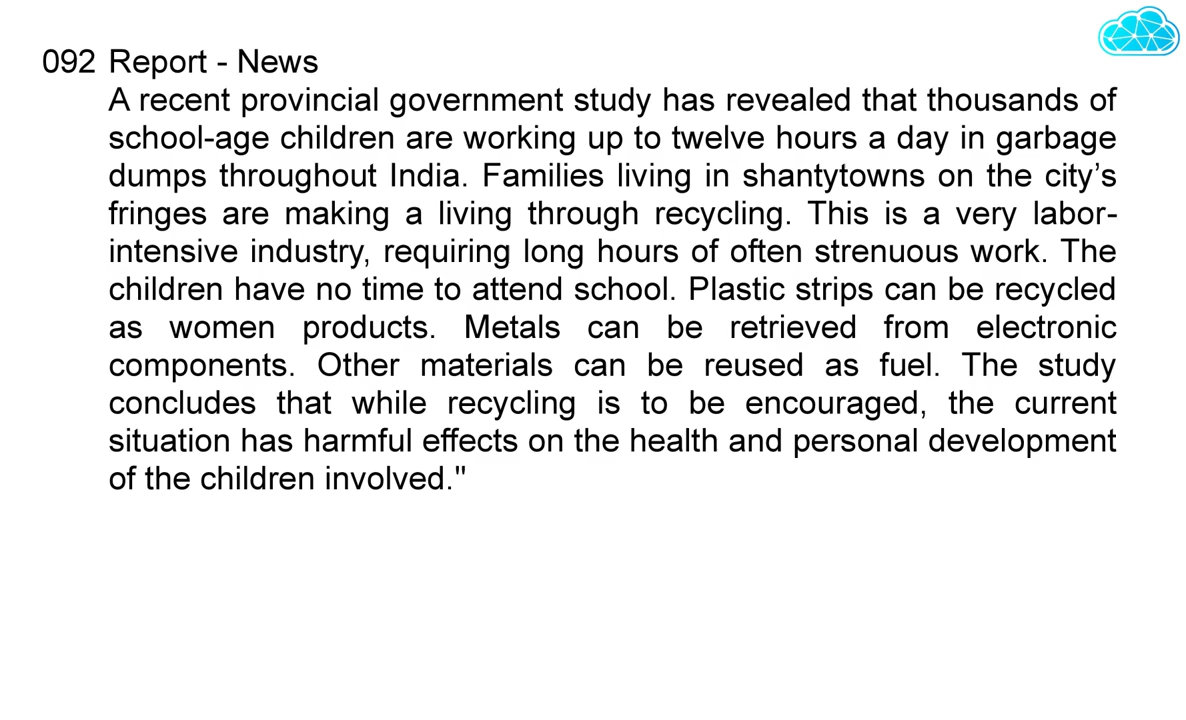 092 Report - News
A recent provincial government study has revealed that thousands of
school-age children are working up to twelve hours a day in garbage
dumps throughout India. Families living in shantytowns on the city’s
fringes are making a living through recycling. This is a very labor-
intensive industry, requiring long hours of often strenuous work. The
children have no time to attend school. Plastic strips can be recycled
as women products. Metals can be retrieved from electronic
components. Other materials can be reused as fuel. The study
concludes that while recycling is to be encouraged, the current
situation has harmful effects on the health and personal development
of the children involved."